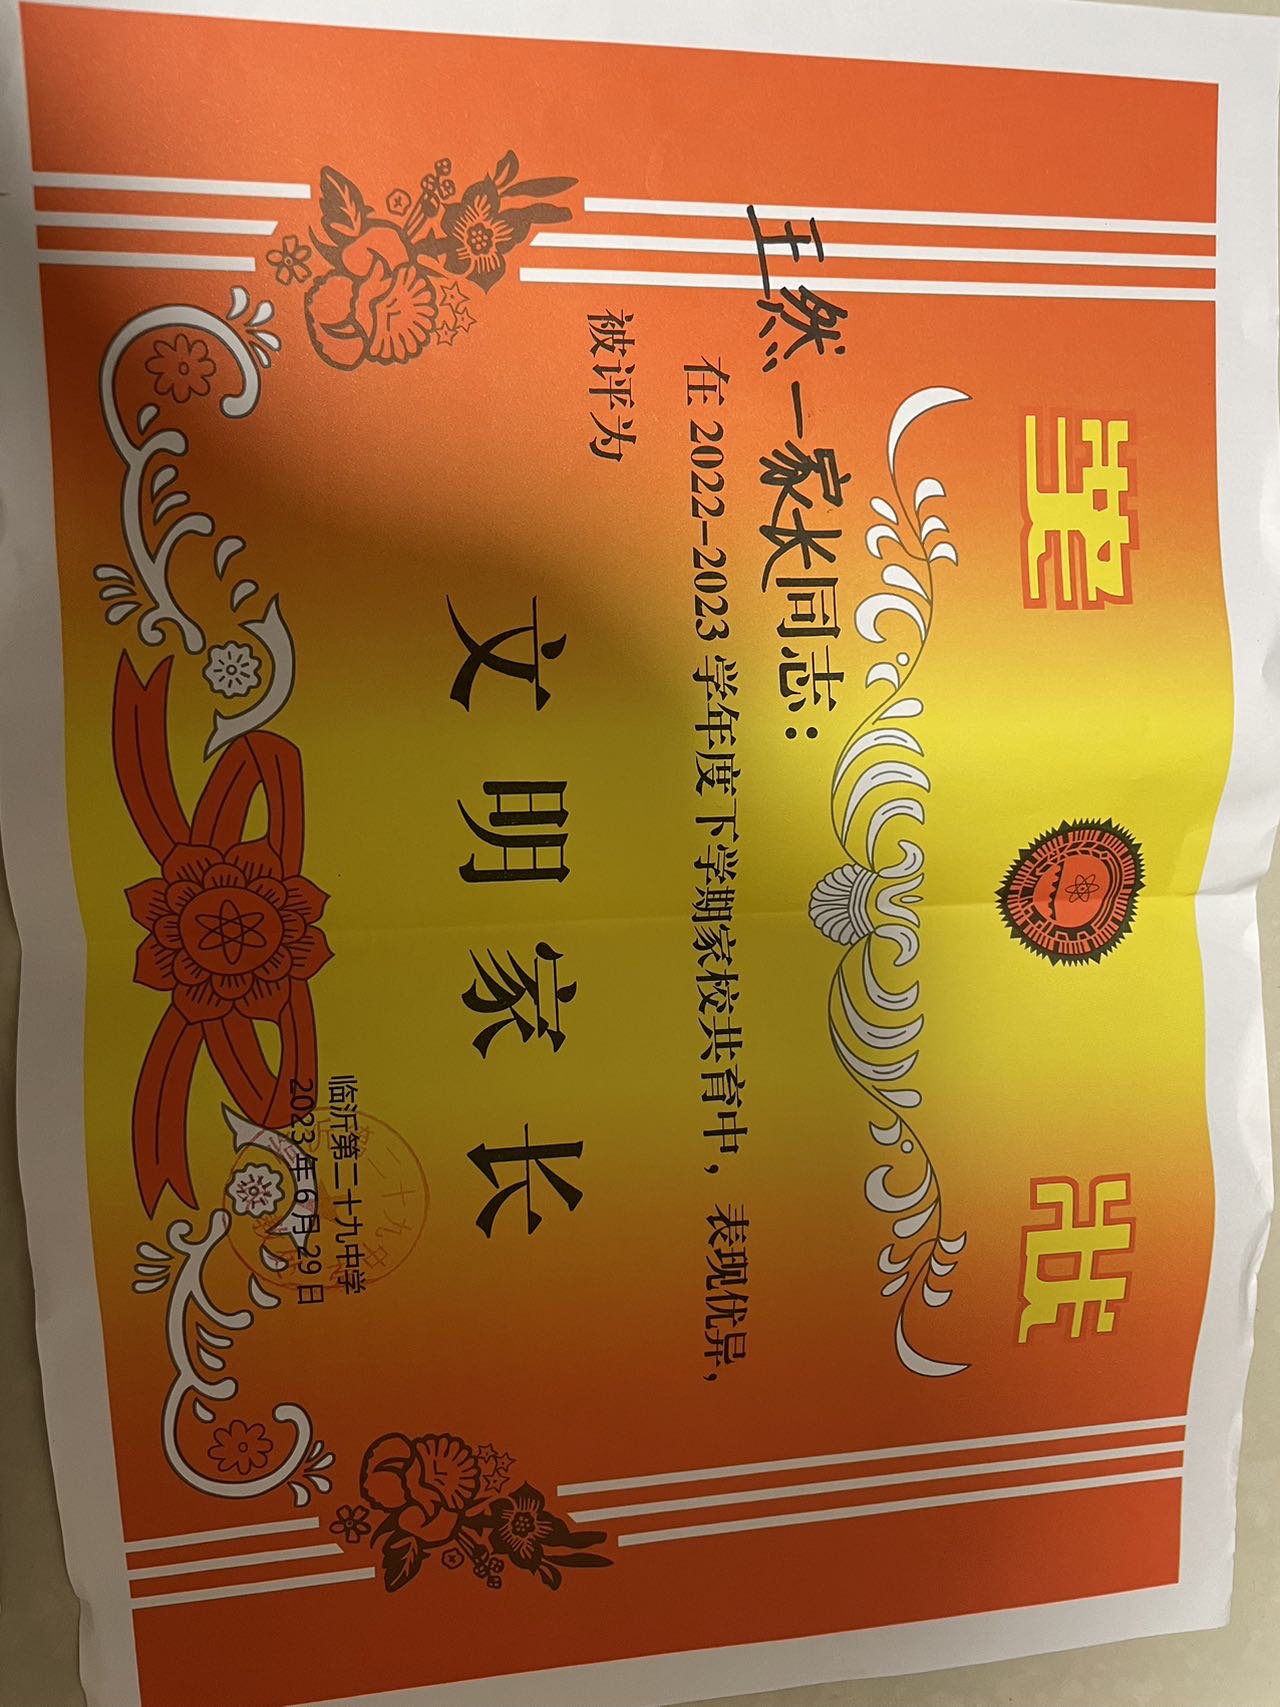 奖状
王然一家长同志：
在2022—2023学年度下学期家校共育中，表现优异，
被评为
文明家长
临沂第二十九中学
2023年6月29日